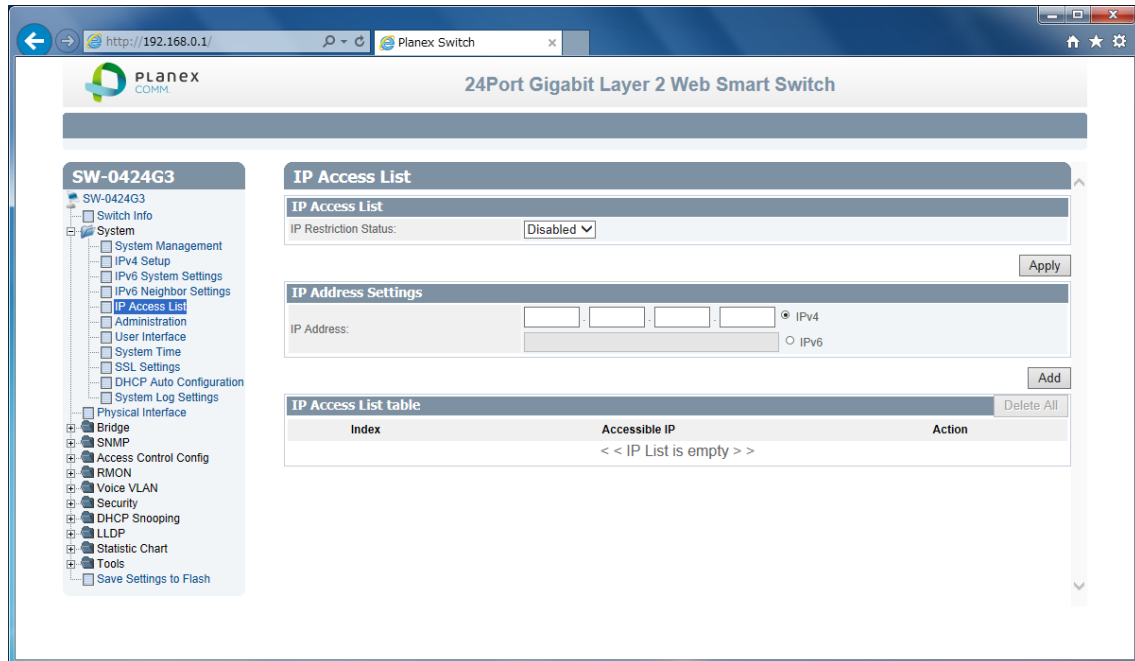 http://192.168.0.1/
Planex Switch
PLANEX
COMM.
24Port Gigabit Layer 2 Web Smart Switch
SW-0424G3
SW-0424G3
Switch Info
System
System Management
IPv4 Setup
IPv6 System Settings
IPv6 Neighbor Settings
IP Access List
Administration
User Interface
System Time
SSL Settings
DHCP Auto Configuration
System Log Settings
Physical Interface
Bridge
SNMP
Access Control Config
RMON
Voice VLAN
Security
DHCP Snooping
LLDP
Statistic Chart
Tools
Save Settings to Flash
IP Access List
IP Access List
IP Restriction Status: Disabled
Apply
IP Address Settings
IP Address: . . . IPv4
IPv6
Add
IP Access List table Delete All
Index Accessible IP Action
< < IP List is empty > >